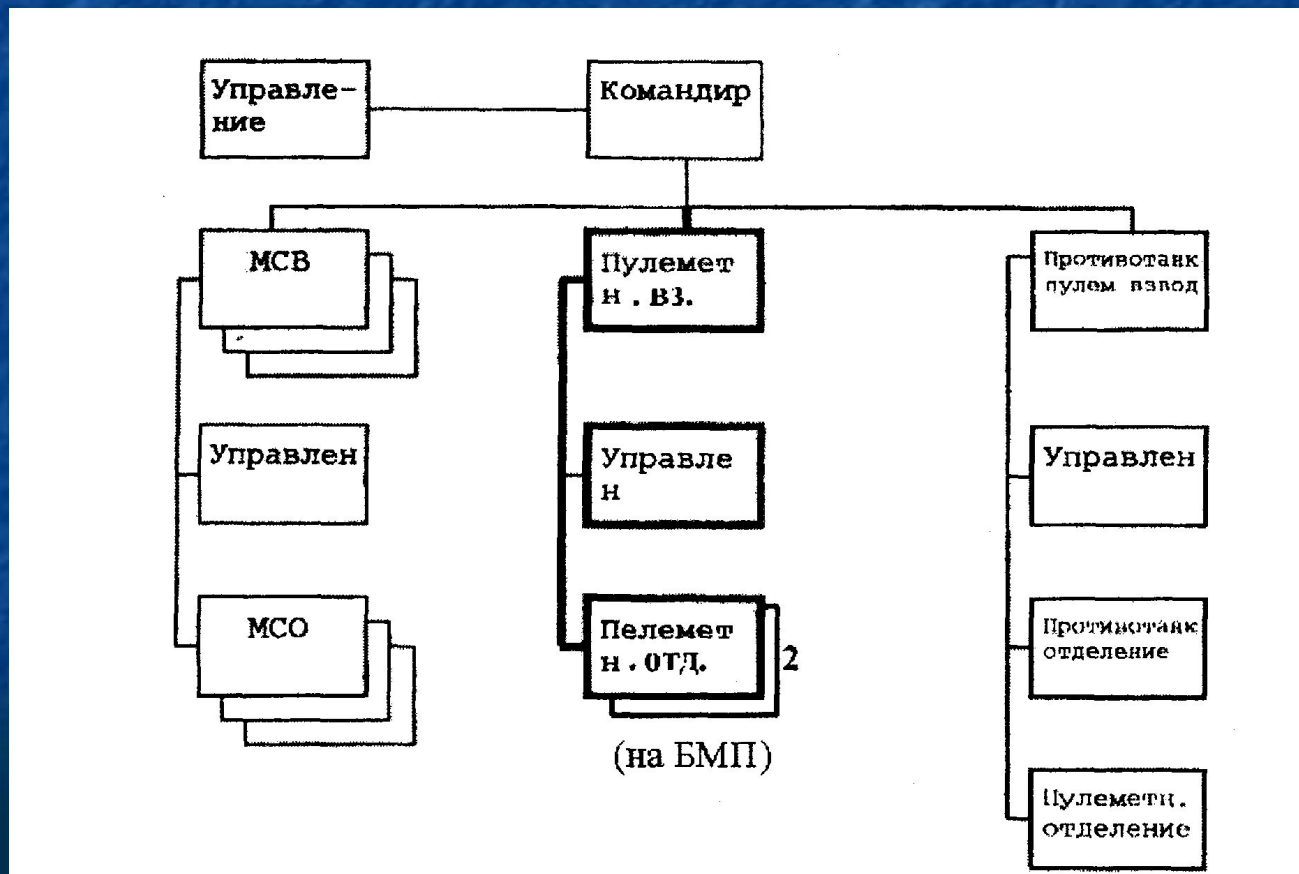 Управле-
ние
Командир
МСВ
Пулемет
н.ВЗ.
Противотанк
пулем взвод
Управлен
Управле
н
Управлен
МСО
Пелемет
н.ОТД.
2
Противотанк
отделение
(на БМП)
Пулеметн.
отделение